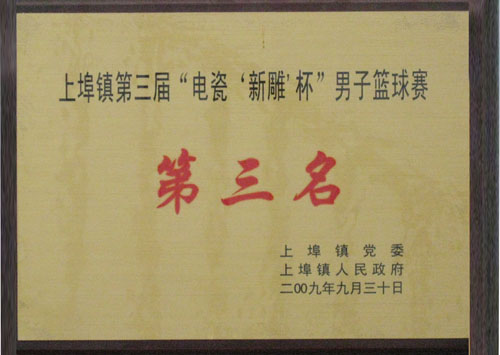 上埠镇第三届“电瓷‘新雕’杯”男子篮球赛
第三名
上埠镇党委
上埠镇人民政府
二00九年九月三十日